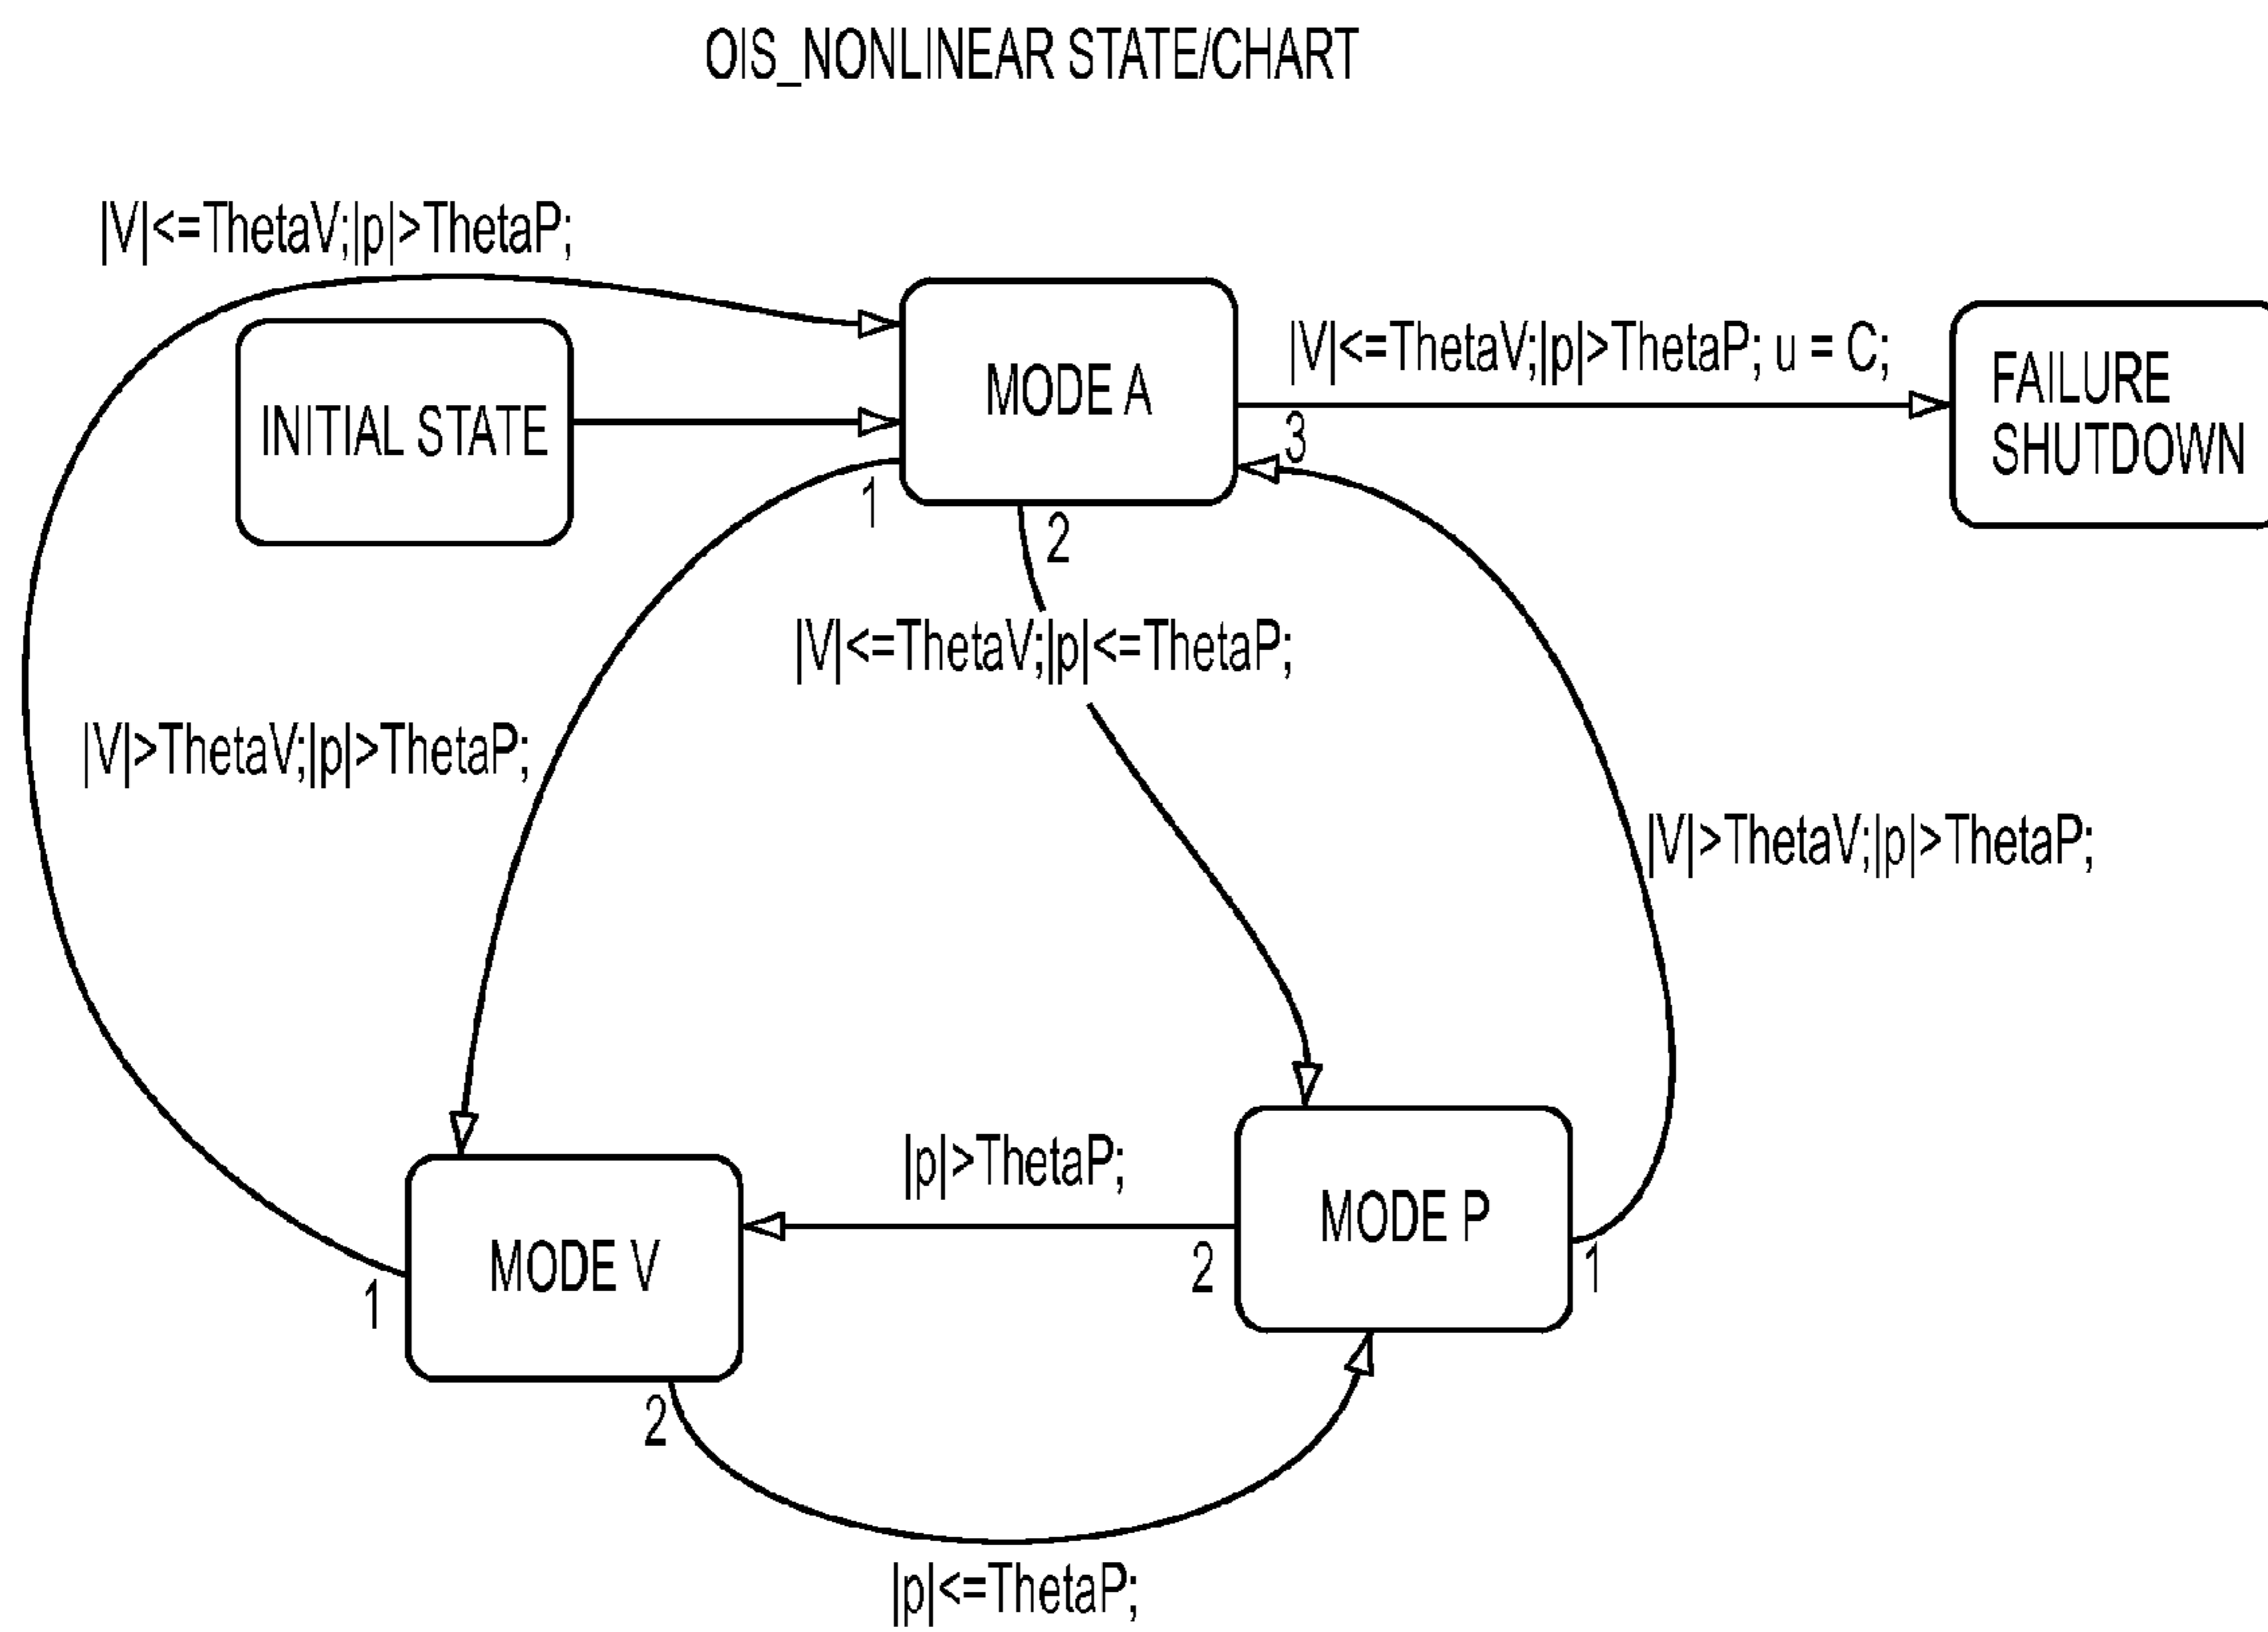 OIS_NONLINEAR STATE/CHART
|V|<=ThetaV;|p|>ThetaP;
INITIAL STATE
MODE A
|V|<=ThetaV;|p|>ThetaP; u = C;
FAILURE
SHUTDOWN
3
1
2
|V|<=ThetaV;|p|<=ThetaP;
|V|>ThetaV;|p|>ThetaP;
|V|>ThetaV;|p|>ThetaP;
|p|>ThetaP;
MODE P
MODE V
2
1
1
2
|p|<=ThetaP;